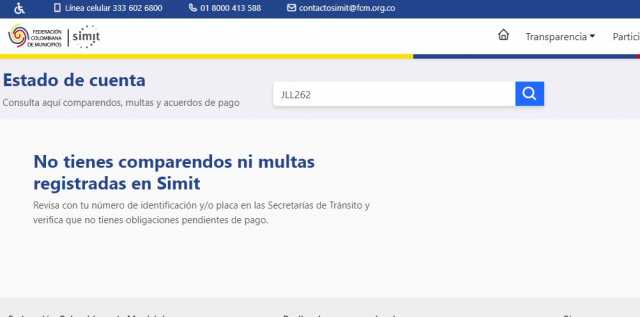 Línea celular 333 602 6800 01 8000 413 588 contactosimit@fcm.org.co
FEDERACIÓN
COLOMBIANA
DE MUNICIPIOS
simit
Transparencia Partici
Estado de cuenta
Consulta aquí comparendos, multas y acuerdos de pago
JLL262
No tienes comparendos ni multas
registradas en Simit
Revisa con tu número de identificación y/o placa en las Secretarías de Tránsito y
verifica que no tienes obligaciones pendientes de pago.